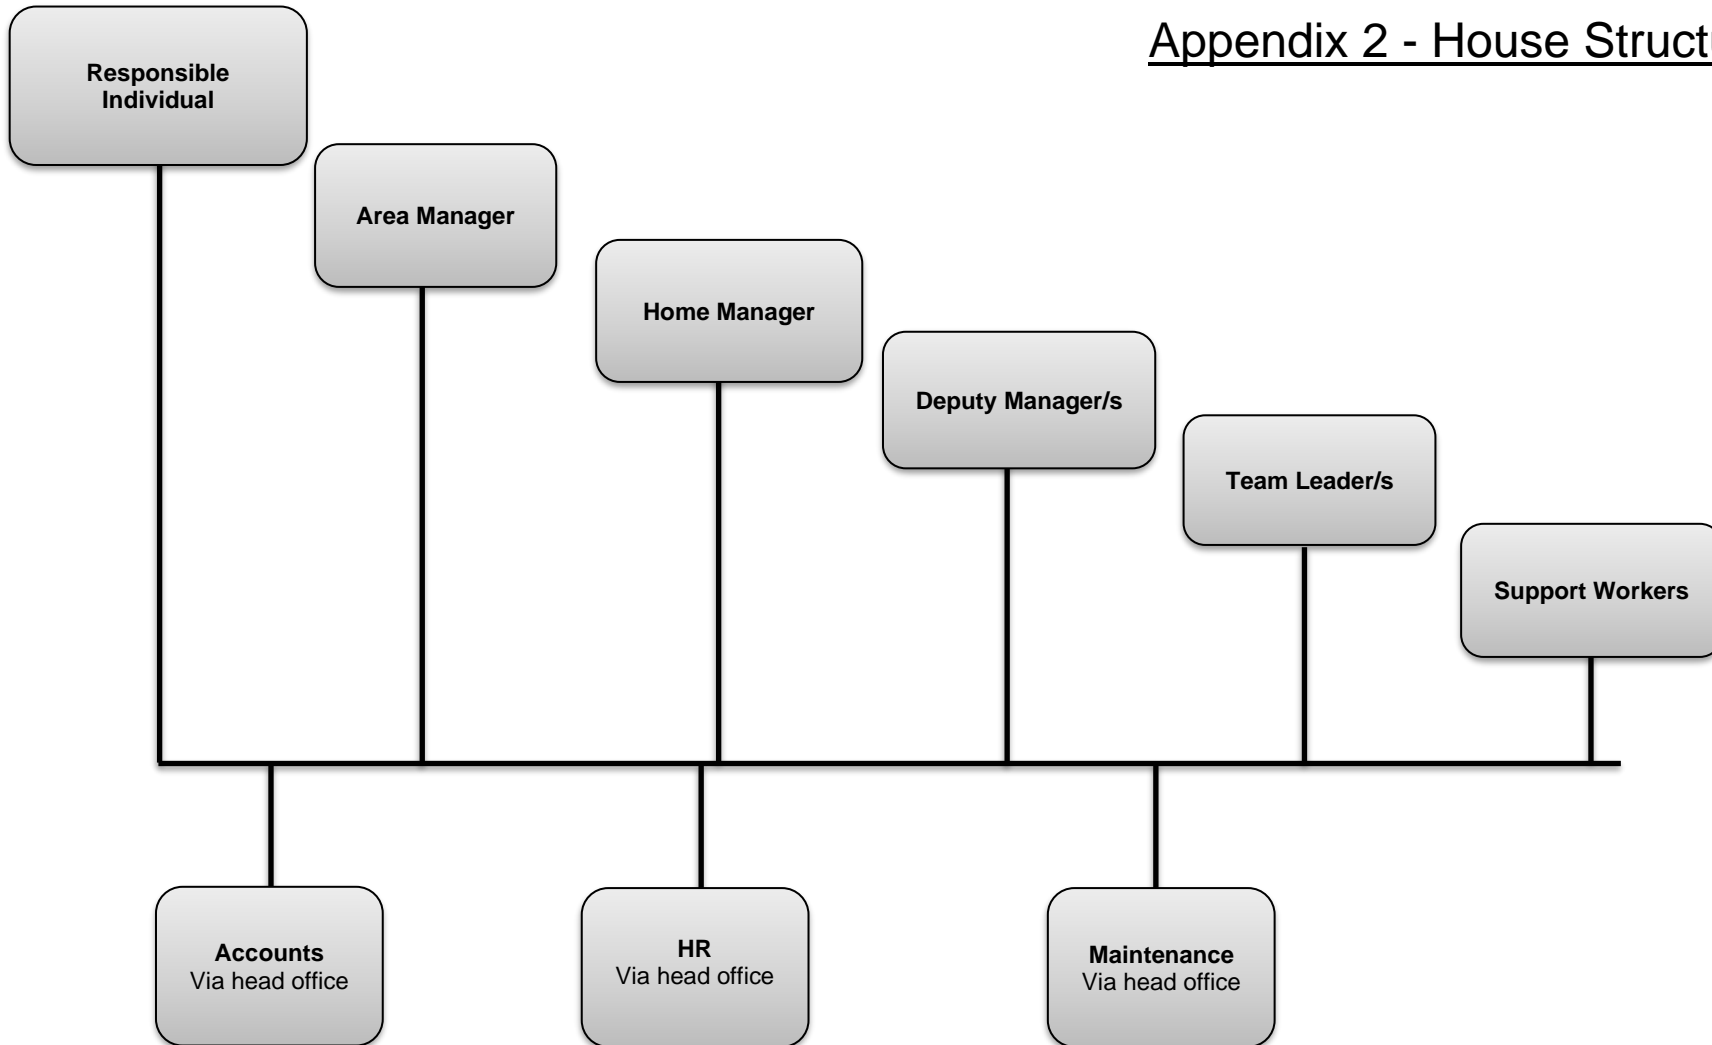 Appendix 2 - House
Responsible
Individual
Area Manager
Home Manager
Deputy Manager/s
Team Leader/s
Support Workers
Accounts
Via head office
HR
Via head office
Maintenance
Via head office